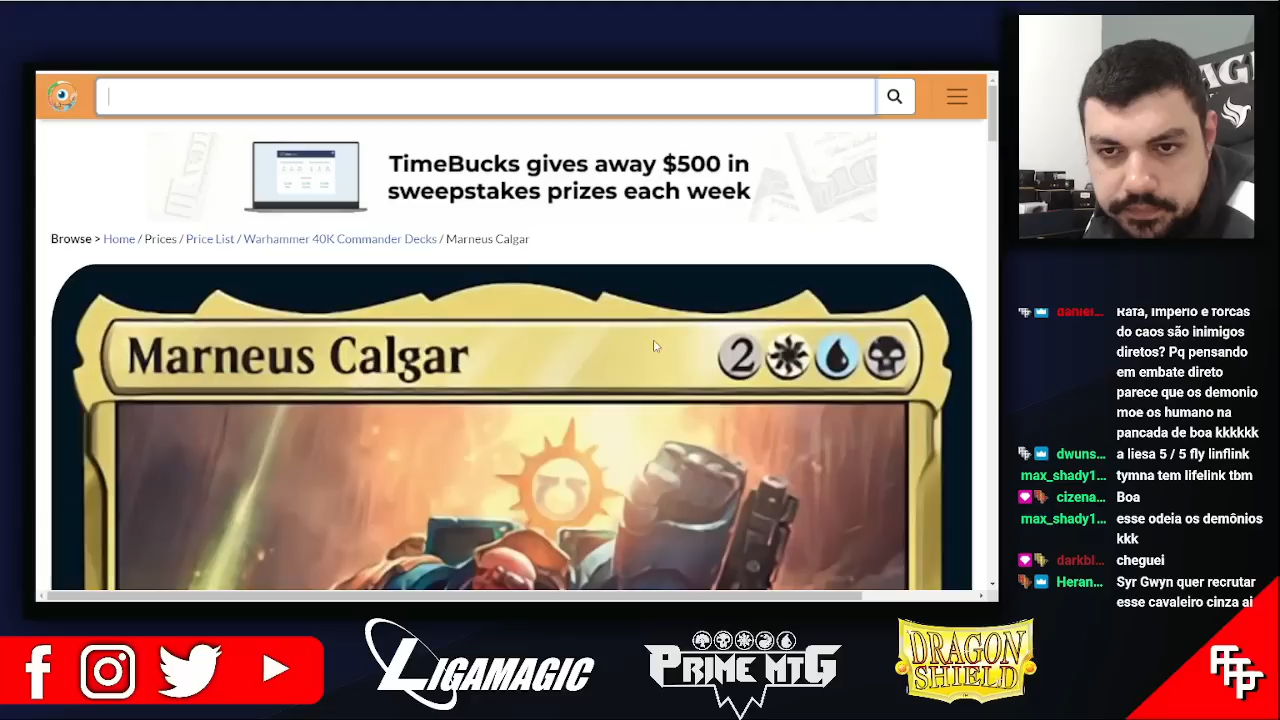 TimeBucks gives away $500 in
sweepstakes prizes each week
Browse > Home / Prices / Price List / Warhammer 40K Commander Decks / Marneus Calgar
Marneus Calgar 2
AG
daniel... Rafa, Imperio e forcas
do caos são inimigos
diretos? Pq pensando
em embate direto
parece que os demonio
moe os humano na
pancada de boa kkkkkk
dwuns... a liesa 5 / 5 fly linflink
max_shady1... tymna tem lifelink tbm
cizena... Boa
max_shady1... esse odeia os demônios
kkk
darkbl... cheguei
Heran... Syr Gwyn quer recrutar
esse cavaleiro cinza ai
LIGAMAGIC
PRIME MTG
DRAGON
SHIELD